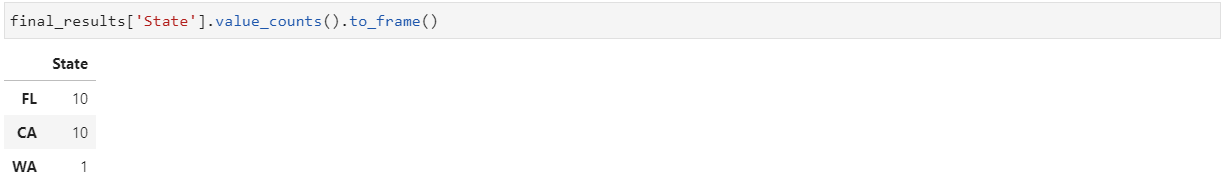 final_results['State'].value_counts().to_frame()
State
FL 10
CA 10
WA 1